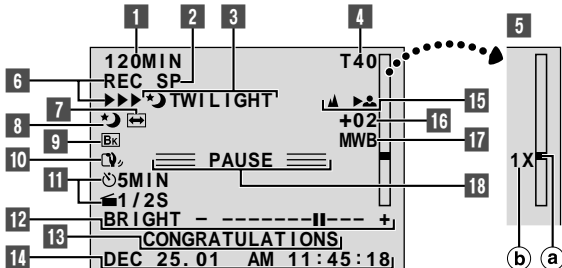 1 2 3 4 5
120MIN T40
REC SP
6
TWILIGHT
7
15
8
+02 16
9 BK MWB 17
10 PAUSE
1X
18
11 5MIN
1/2S
b a
12 BRIGHT - --------▮▮--- +
13 CONGRATULATIONS
14 DEC 25.01 AM 11:45:18